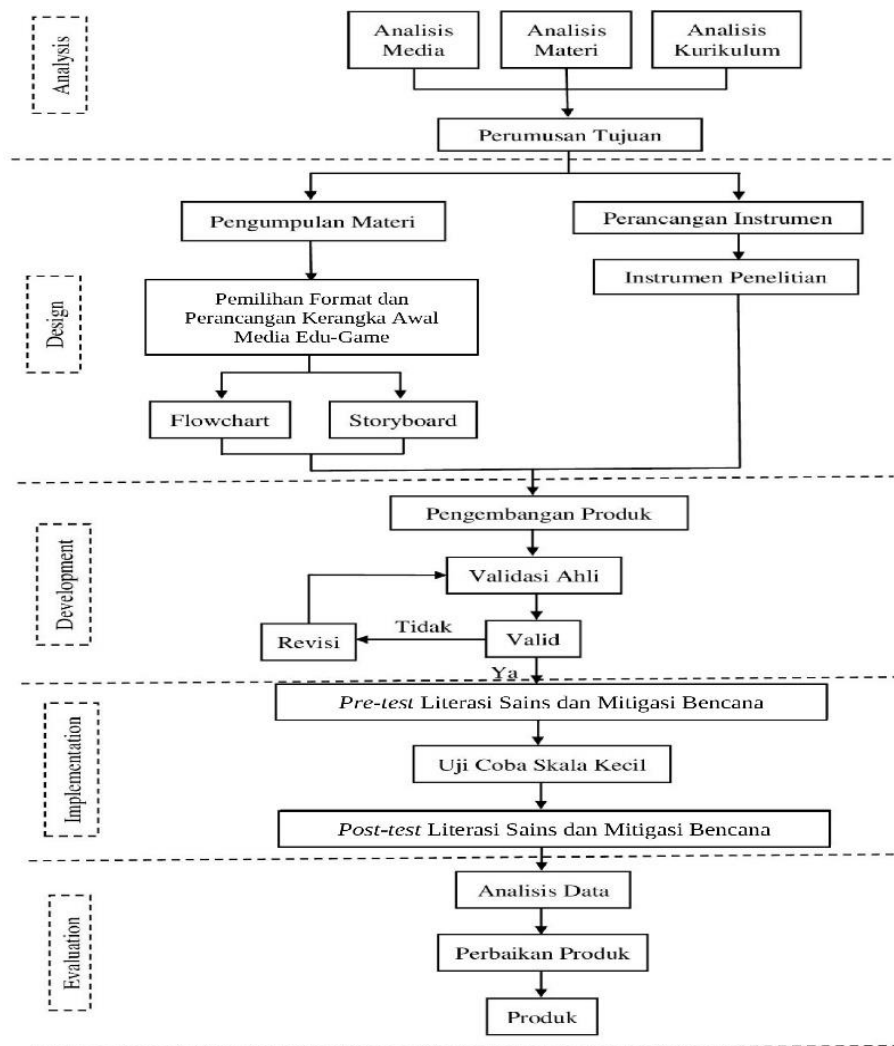 Analysis
Analisis
Media
Analisis
Materi
Analisis
Kurikulum
Perumusan Tujuan
Design
Pengumpulan Materi
Perancangan Instrumen
Instrumen Penelitian
Pemilihan Format dan
Perancangan Kerangka Awal
Media Edu-Game
Flowchart
Storyboard
Development
Pengembangan Produk
Validasi Ahli
Revisi
Tidak
Valid
Ya
Implementation
Pre-test Literasi Sains dan Mitigasi Bencana
Uji Coba Skala Kecil
Post-test Literasi Sains dan Mitigasi Bencana
Evaluation
Analisis Data
Perbaikan Produk
Produk